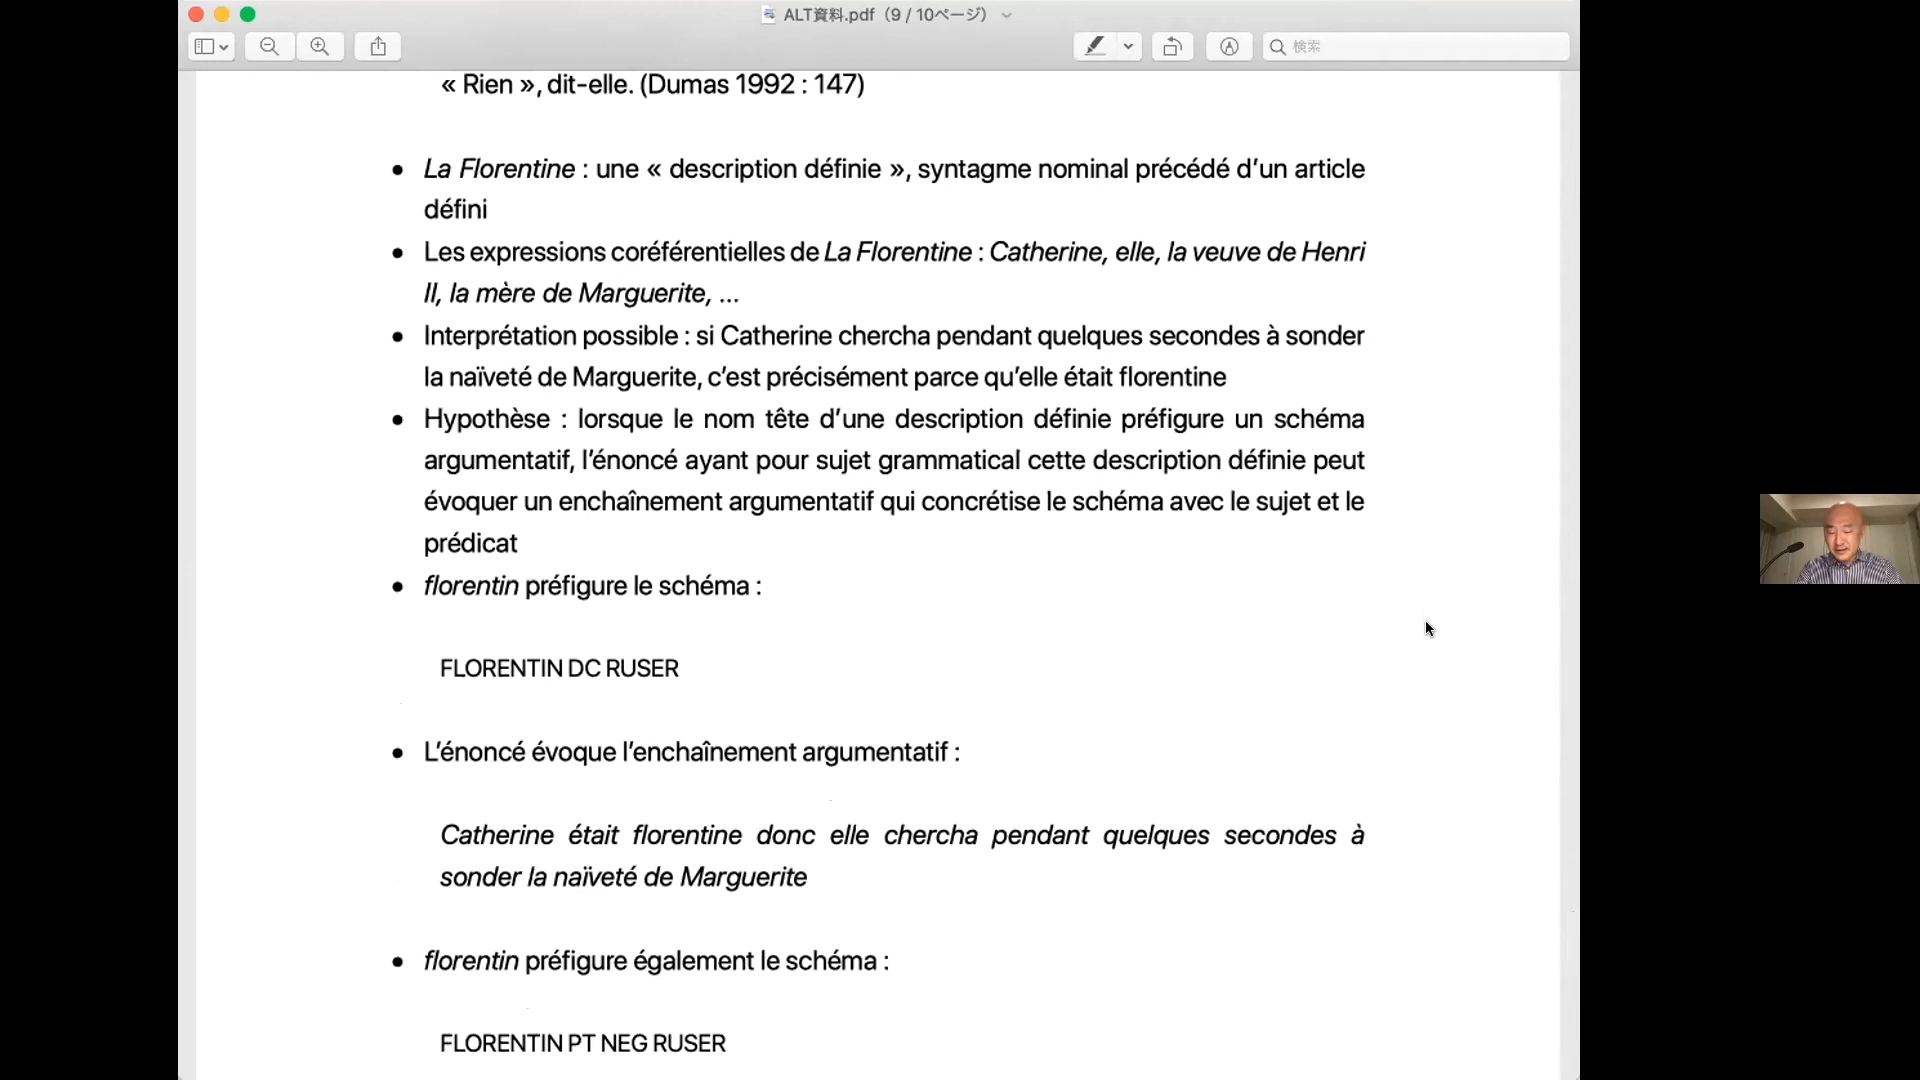 ALT資料.pdf（9 / 10ページ）
検索
« Rien », dit-elle. (Dumas 1992 : 147)
• La Florentine : une « description définie », syntagme nominal précédé d’un article
défini
• Les expressions coréférentielles de La Florentine : Catherine, elle, la veuve de Henri
II, la mère de Marguerite, ...
• Interprétation possible : si Catherine chercha pendant quelques secondes à sonder
la naïveté de Marguerite, c’est précisément parce qu’elle était florentine
• Hypothèse : lorsque le nom tête d’une description définie préfigure un schéma
argumentatif, l’énoncé ayant pour sujet grammatical cette description définie peut
évoquer un enchaînement argumentatif qui concrétise le schéma avec le sujet et le
prédicat
• florentin préfigure le schéma :
FLORENTIN DC RUSER
• L’énoncé évoque l’enchaînement argumentatif :
Catherine était florentine donc elle chercha pendant quelques secondes à
sonder la naïveté de Marguerite
• florentin préfigure également le schéma :
FLORENTIN PT NEG RUSER